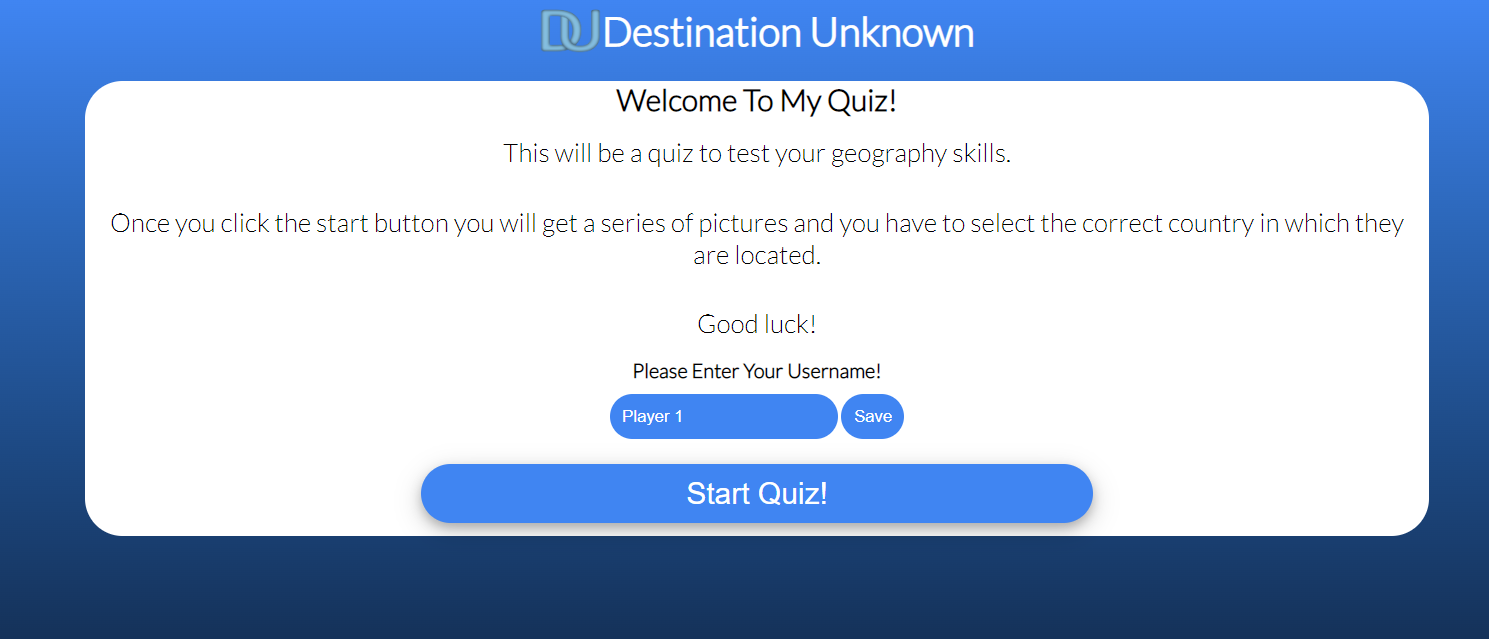 DU Destination Unknown
Welcome To My Quiz!
This will be a quiz to test your geography skills.
Once you click the start button you will get a series of pictures and you have to select the correct country in which they
are located.
Good luck!
Please Enter Your Username!
Player 1 Save
Start Quiz!